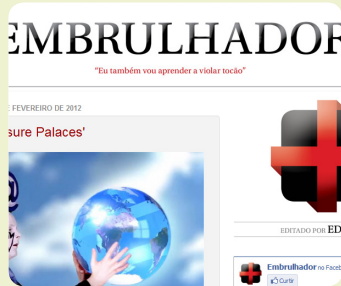 EMBRULHADOR
"Eu também vou aprender a violar tocão"
FEVEREIRO DE 2012
sure Palaces'
@
EDITADO POR ED
Embrulhador no Faceb
Curtir